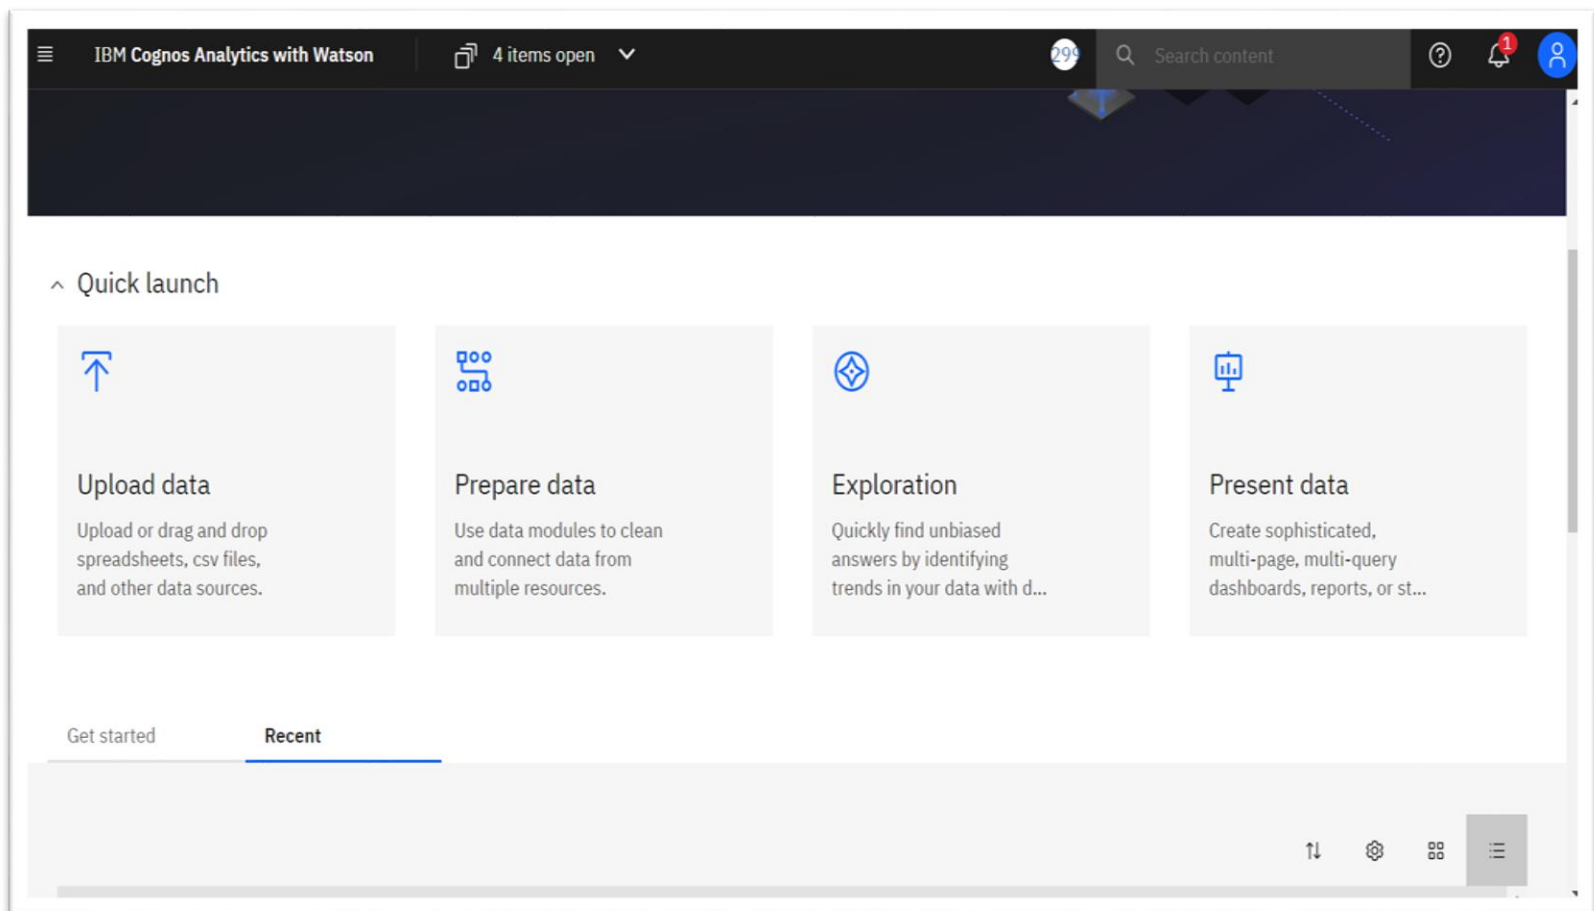 IBM Cognos Analytics with Watson
4 items open
299
Search content
1
Quick launch
Upload data
Upload or drag and drop
spreadsheets, csv files,
and other data sources.
Prepare data
Use data modules to clean
and connect data from
multiple resources.
Exploration
Quickly find unbiased
answers by identifying
trends in your data with d...
Present data
Create sophisticated,
multi-page, multi-query
dashboards, reports, or st...
Get started
Recent